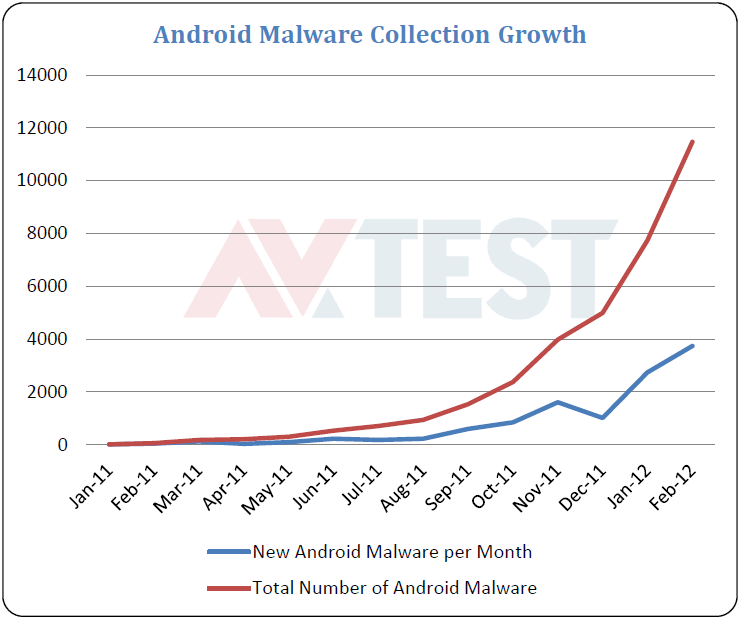 Android Malware Collection Growth
14000
12000
10000
8000
6000
4000
2000
0
AVTEST
Jan-11
Feb-11
Mar-11
Apr-11
May-11
Jun-11
Jul-11
Aug-11
Sep-11
Oct-11
Nov-11
Dec-11
Jan-12
Feb-12
New Android Malware per Month
Total Number of Android Malware